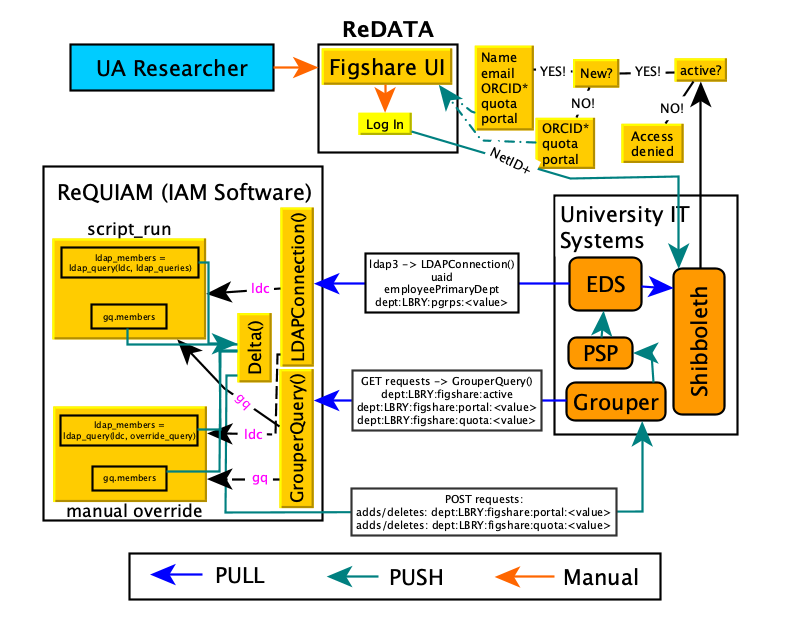 ReDATA
UA Researcher
Figshare UI
Log In
Name
email
ORCID*
quota
portal
YES!
New?
YES!
active?
NO!
NO!
ORCID*
quota
portal
Access
denied
NetID+
ReQUIAM (IAM Software)
script_run
ldap_members =
ldap_query(ldc, ldap_queries)
gq.members
ldc
LDAPConnection()
Delta()
gq
GrouperQuery()
ldap_members =
ldap_query(ldc, override_query)
gq.members
ldc
gq
manual override
ldap3 -> LDAPConnection()
uaid
employeePrimaryDept
dept:LBRY:pgrps:<value>
GET requests -> GrouperQuery()
dept:LBRY:figshare:active
dept:LBRY:figshare:portal:<value>
dept:LBRY:figshare:quota:<value>
POST requests:
adds/deletes: dept:LBRY:figshare:portal:<value>
adds/deletes: dept:LBRY:figshare:quota:<value>
University IT
Systems
EDS
PSP
Grouper
Shibboleth
PULL
PUSH
Manual